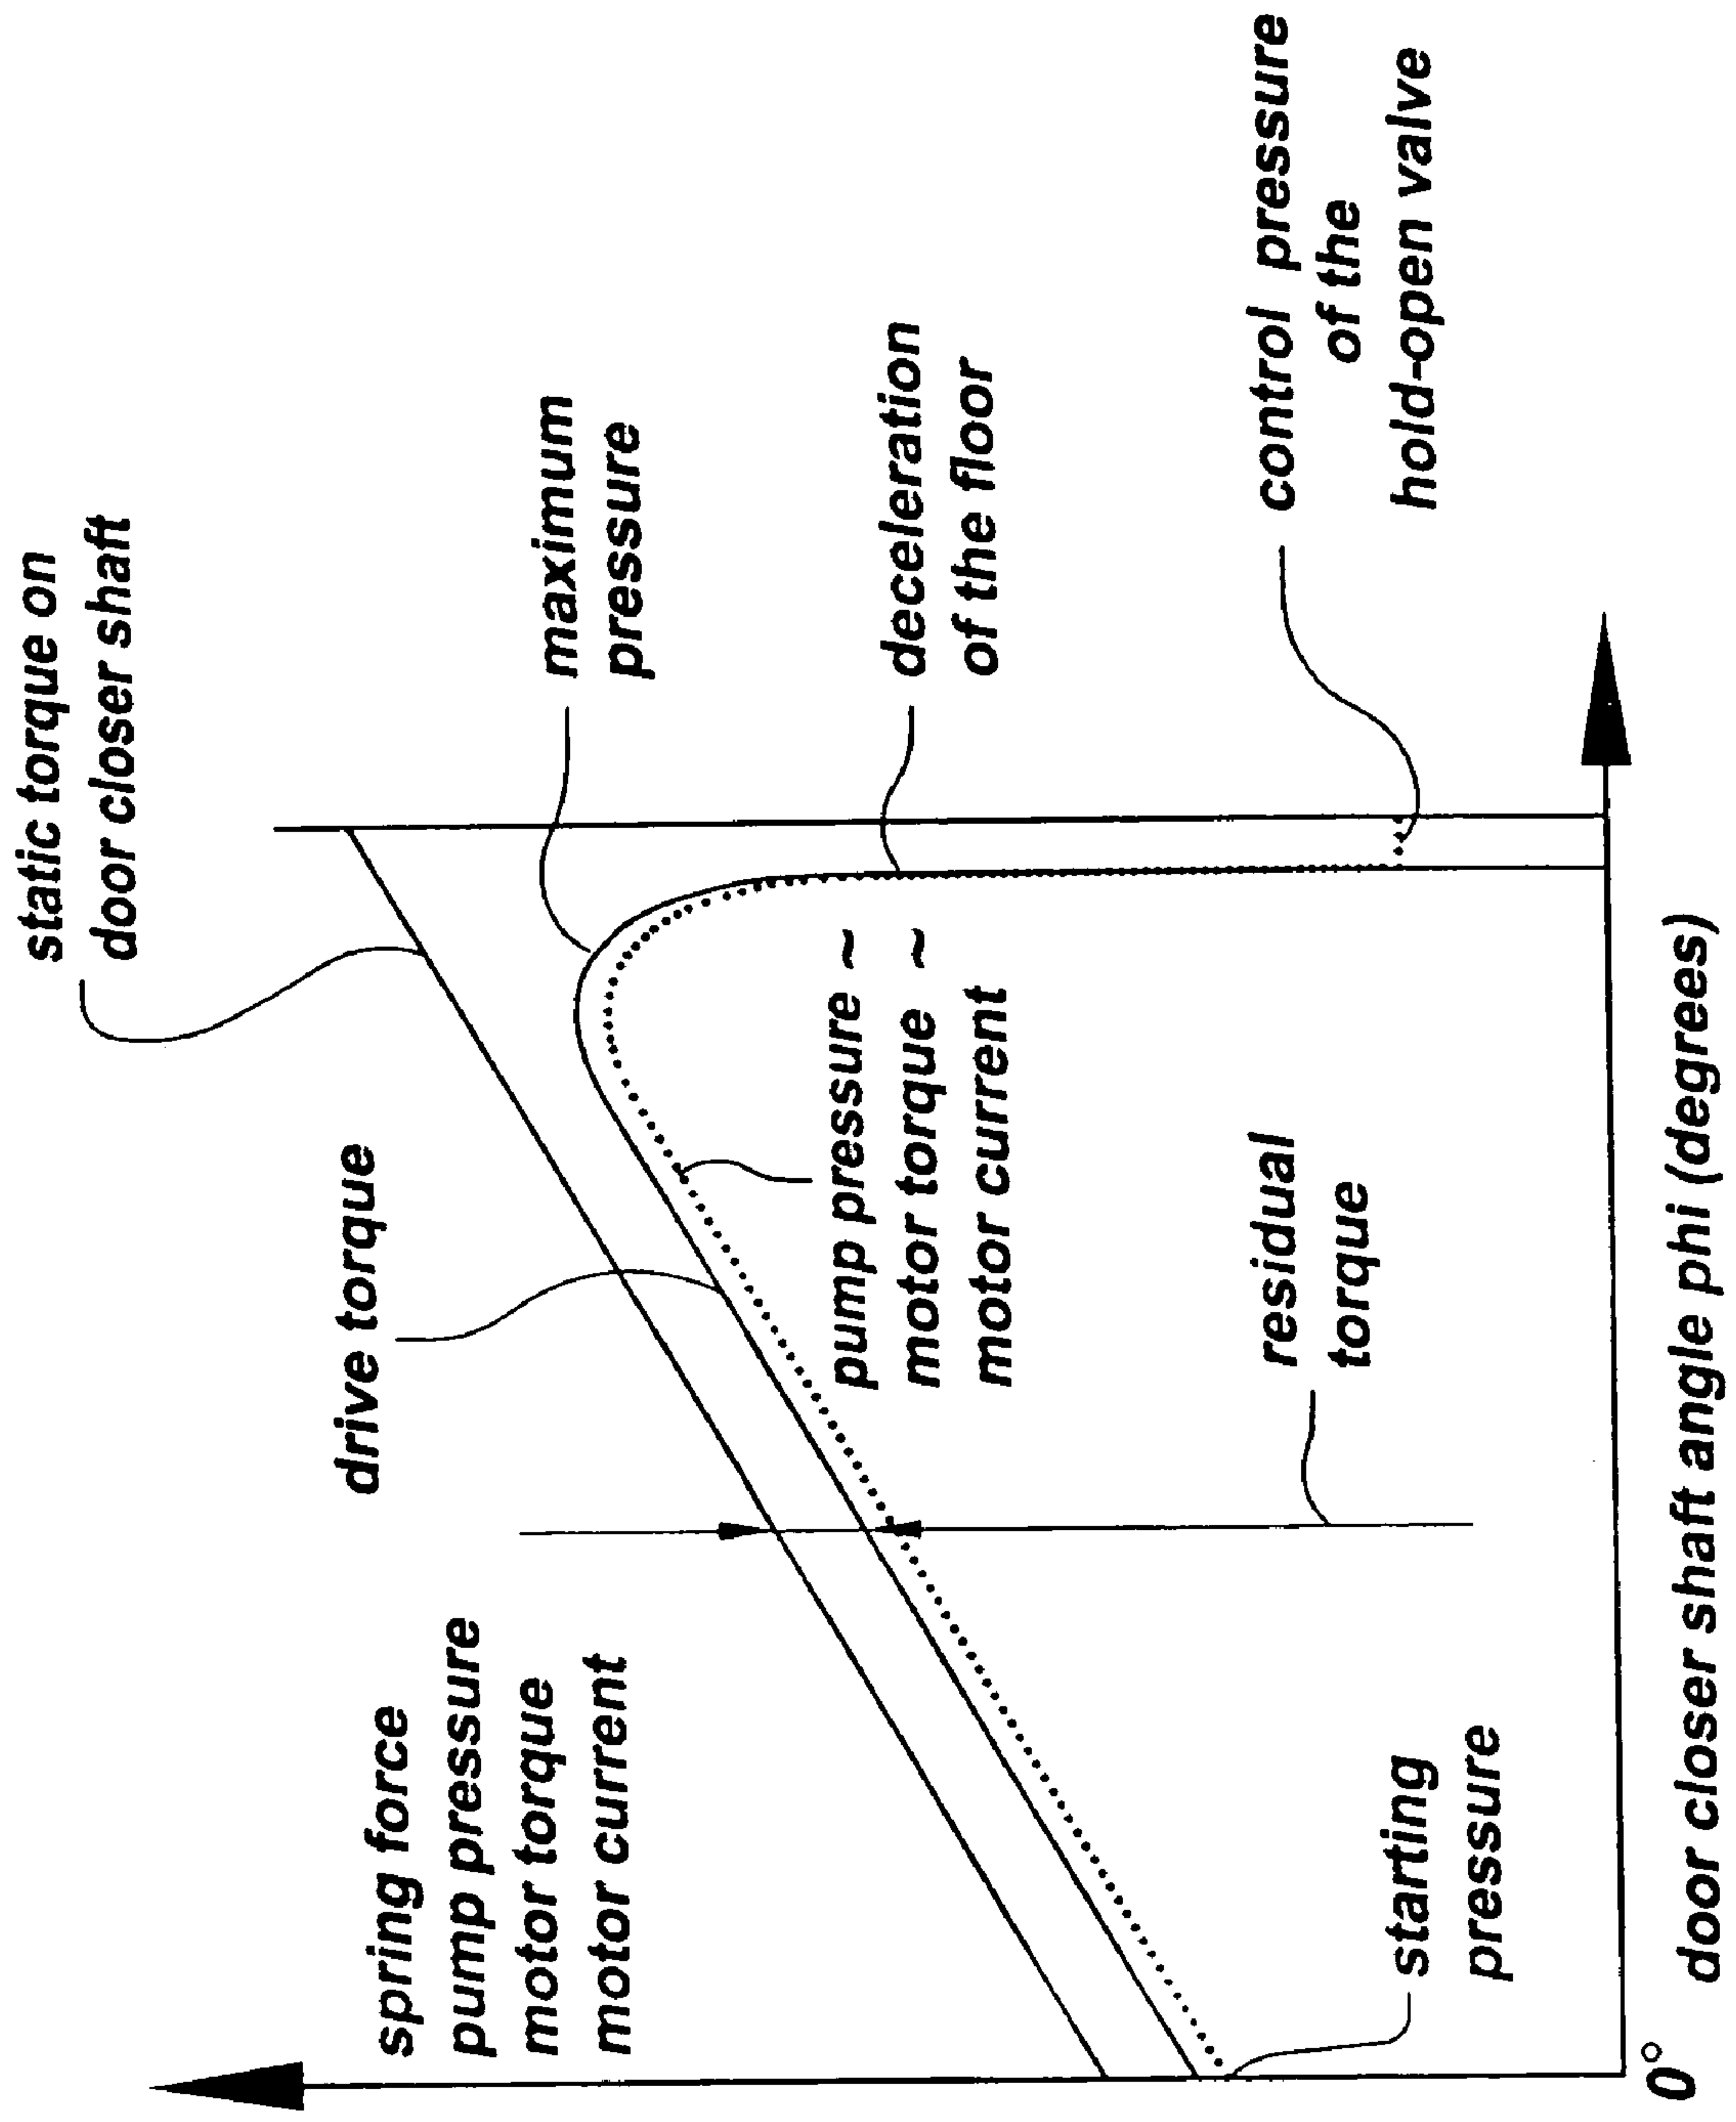 static torque on
door closer shaft
spring force
pump pressure
motor torque
motor current
drive torque
maximum
pressure
pump pressure ~
motor torque ~
motor current
deceleration
of the floor
starting
pressure
residual
torque
control pressure
of the
hold-open valve
0°
door closer shaft angle phi (degrees)